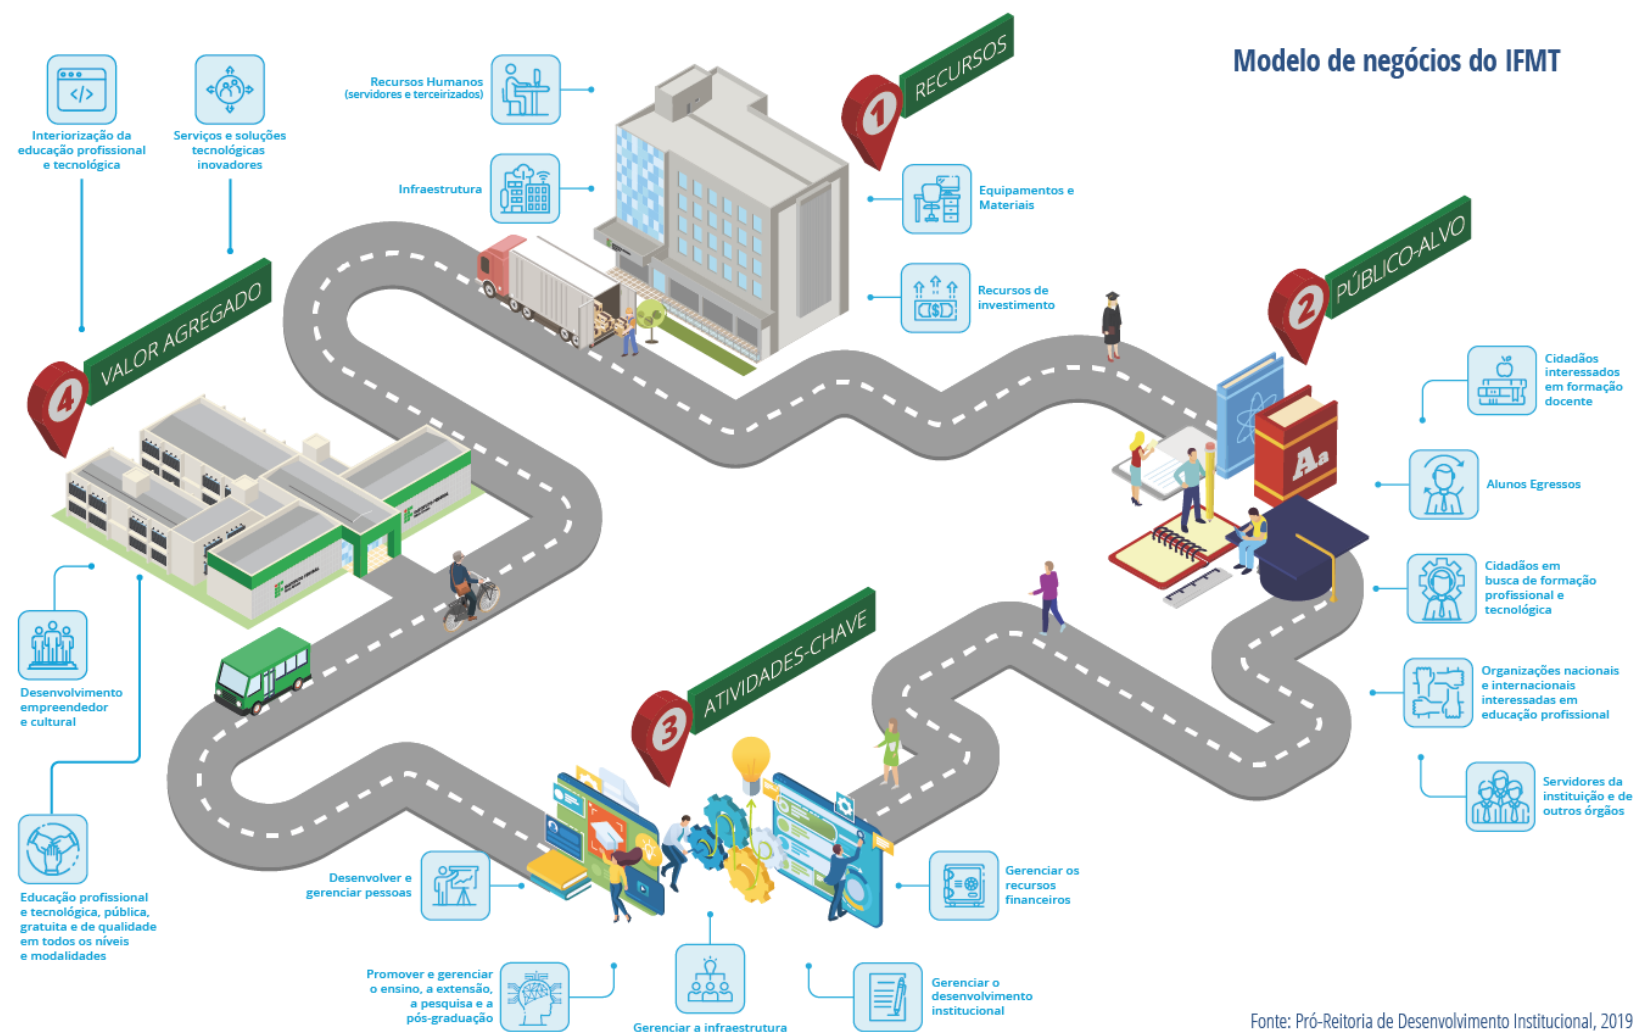 Modelo de negócios do IFMT
1
RECURSOS
Recursos Humanos
(servidores e terceirizados)
Infraestrutura
Equipamentos e
Materiais
Recursos de
investimento
2
PÚBLICO-ALVO
Cidadãos
interessados
em formação
docente
Alunos Egressos
Cidadãos em
busca de formação
profissional e
tecnológica
Organizações nacionais
e internacionais
interessadas em
educação profissional
Servidores da
instituição e de
outros órgãos
Aa
3
ATIVIDADES-CHAVE
Desenvolver e
gerenciar pessoas
Promover e gerenciar
o ensino, a extensão,
a pesquisa e a
pós-graduação
Gerenciar a infraestrutura
Gerenciar o
desenvolvimento
institucional
Gerenciar os
recursos
financeiros
4
VALOR AGREGADO
Interiorização da
educação profissional
e tecnológica
Serviços e soluções
tecnológicas
inovadores
INSTITUTO FEDERAL
INSTITUTO FEDERAL
Desenvolvimento
empreendedor
e cultural
Educação profissional
e tecnológica, pública,
gratuita e de qualidade
em todos os níveis
e modalidades
Fonte: Pró-Reitoria de Desenvolvimento Institucional, 2019